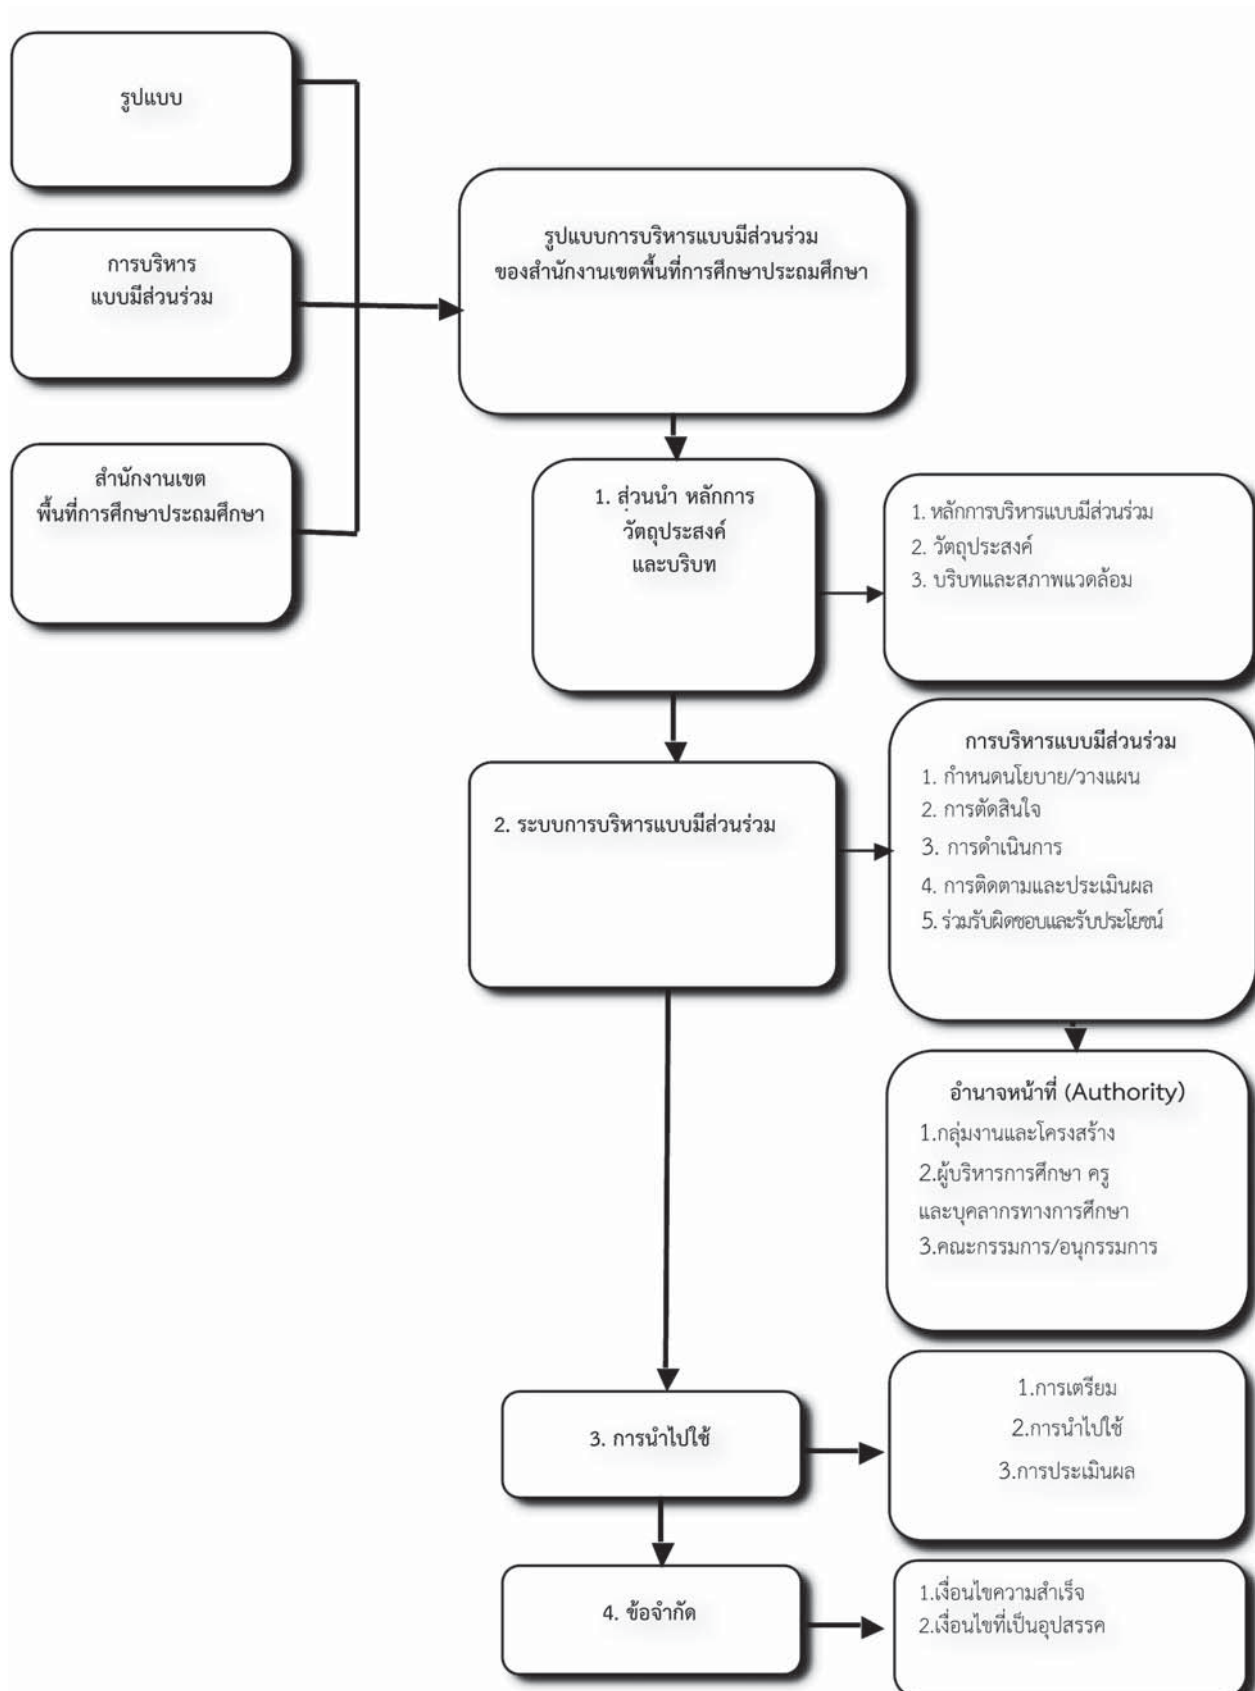 รูปแบบ
การบริหาร
แบบมีส่วนร่วม
สำนักงานเขต
พื้นที่การศึกษาประถมศึกษา
รูปแบบการบริหารแบบมีส่วนร่วม
ของสำนักงานเขตพื้นที่การศึกษาประถมศึกษา
1. ส่วนนำ หลักการ
วัตถุประสงค์
และบริบท
1. หลักการบริหารแบบมีส่วนร่วม
2. วัตถุประสงค์
3. บริบทและสภาพแวดล้อม
2. ระบบการบริหารแบบมีส่วนร่วม
การบริหารแบบมีส่วนร่วม
1. กำหนดนโยบาย/วางแผน
2. การตัดสินใจ
3. การดำเนินการ
4. การติดตามและประเมินผล
5. ร่วมรับผิดชอบและรับประโยชน์
อำนาจหน้าที่ (Authority)
1.กลุ่มงานและโครงสร้าง
2.ผู้บริหารการศึกษา ครู
และบุคลากรทางการศึกษา
3.คณะกรรมการ/อนุกรรมการ
3. การนำไปใช้
1.การเตรียม
2.การนำไปใช้
3.การประเมินผล
4. ข้อจำกัด
1.เงื่อนไขความสำเร็จ
2.เงื่อนไขที่เป็นอุปสรรค